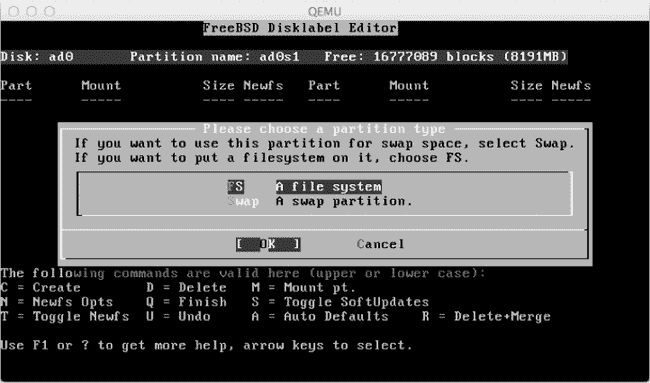 QEMU
FreeBSD Disklabel Editor
Disk: ad0 Partition name: ad0s1 Free: 16777089 blocks (8191MB)
Part Mount Size Newfs Part Mount Size Newfs
---- ----- ---- ----- ---- ----- ---- -----
Please choose a partition type
If you want to use this partition for swap space, select Swap.
If you want to put a filesystem on it, choose FS.
FS A file system
Swap A swap partition.
[ OK ] Cancel
The following commands are valid here (upper or lower case):
C = Create D = Delete M = Mount pt.
N = Newfs Opts Q = Finish S = Toggle SoftUpdates
T = Toggle Newfs U = Undo A = Auto Defaults R = Delete+Merge
Use F1 or ? to get more help, arrow keys to select.